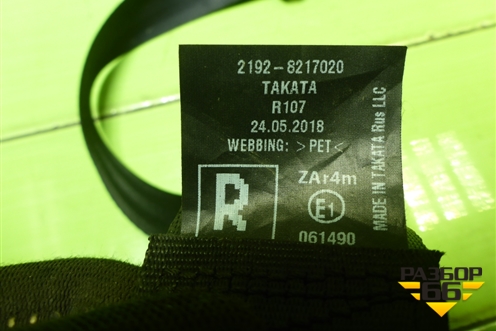 2192-8217020
TAKATA
R107
24.05.2018
WEBBING: >PET<
R
ZAr4m
E1
061490
MADE IN TAKATA Rus LLC
РАЗБОР
66